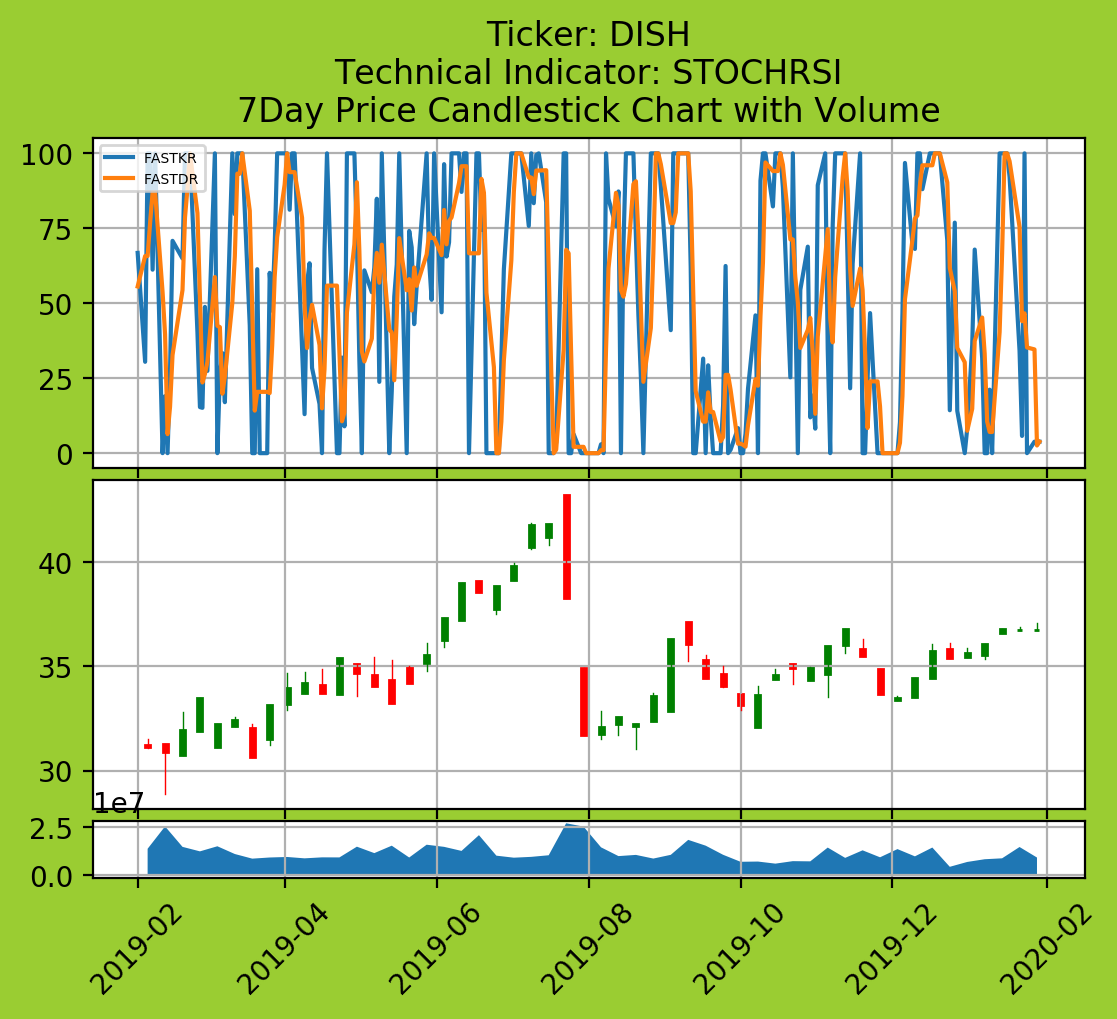 Ticker: DISH
Technical Indicator: STOCHRSI
7Day Price Candlestick Chart with Volume
100
75
50
25
0
FASTKR
FASTDR
40
35
30
1e7
2.5
0.0
2019-02
2019-04
2019-06
2019-08
2019-10
2019-12
2020-02